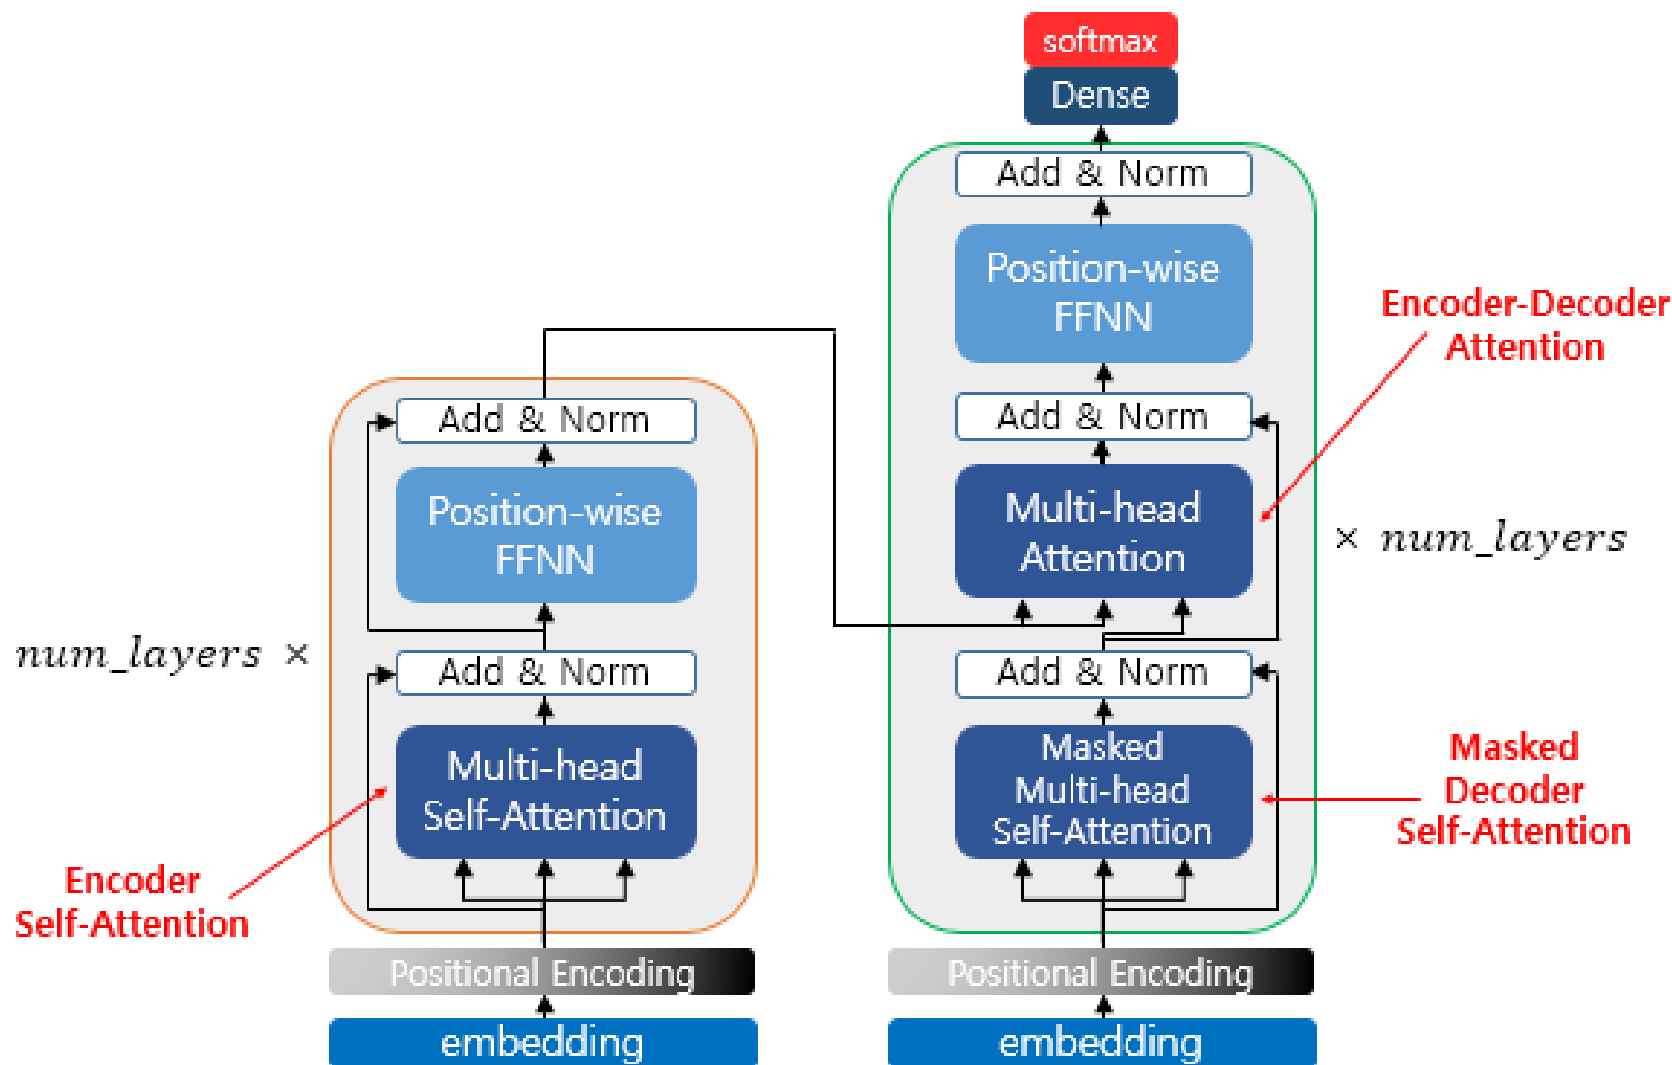 softmax
Dense
Add & Norm
Position-wise
FFNN
Encoder-Decoder
Attention
Add & Norm
Multi-head
Attention
× num_layers
Add & Norm
Masked
Multi-head
Self-Attention
Masked
Decoder
Self-Attention
Positional Encoding
embedding
Add & Norm
Position-wise
FFNN
num_layers ×
Add & Norm
Multi-head
Self-Attention
Encoder
Self-Attention
Positional Encoding
embedding